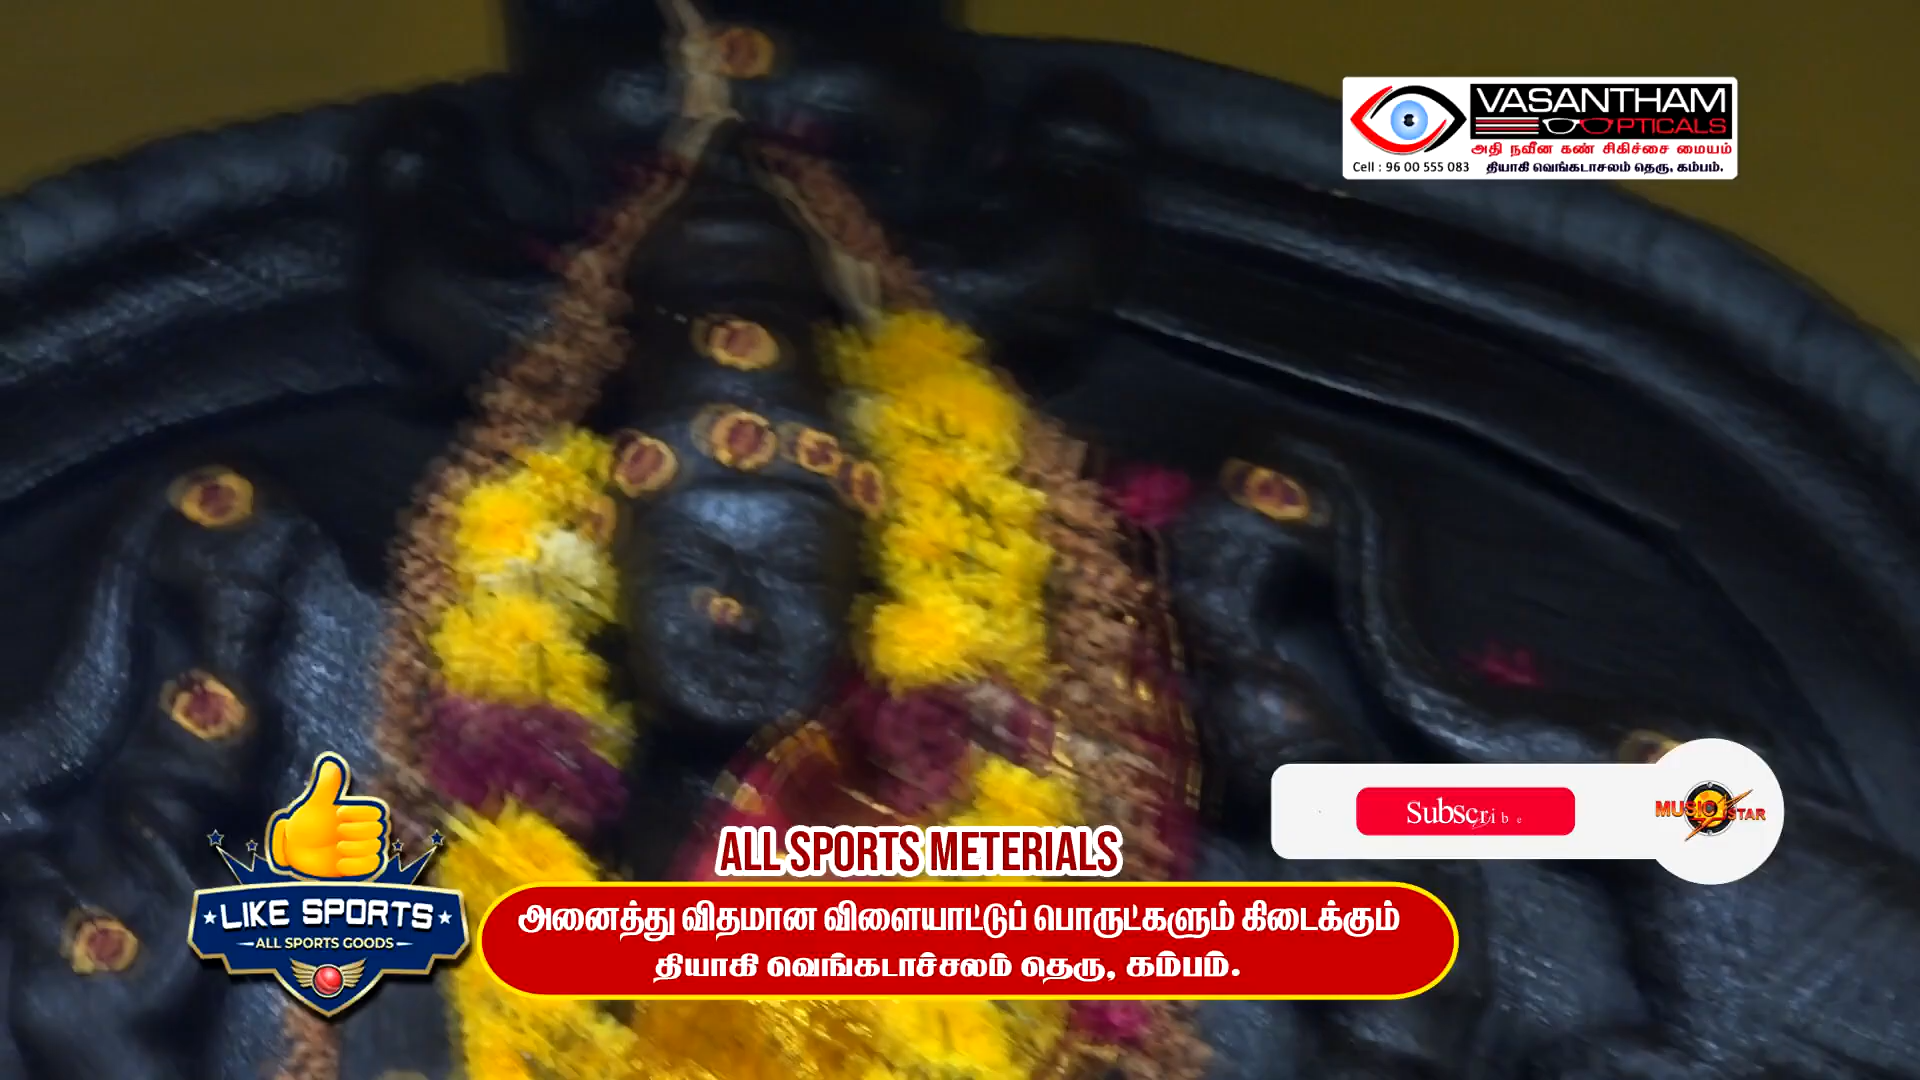 VASANTHAM
OPTICALS
அதி நவீன கண் சிகிச்சை மையம்
Cell : 96 00 555 083 தியாகி வெங்கடாசலம் தெரு, கம்பம்.
Subscribe
MUSIC STAR
ALL SPORTS METERIALS
LIKE SPORTS
ALL SPORTS GOODS
அனைத்து விதமான விளையாட்டுப் பொருட்களும் கிடைக்கும்
தியாகி வெங்கடாச்சலம் தெரு, கம்பம்.